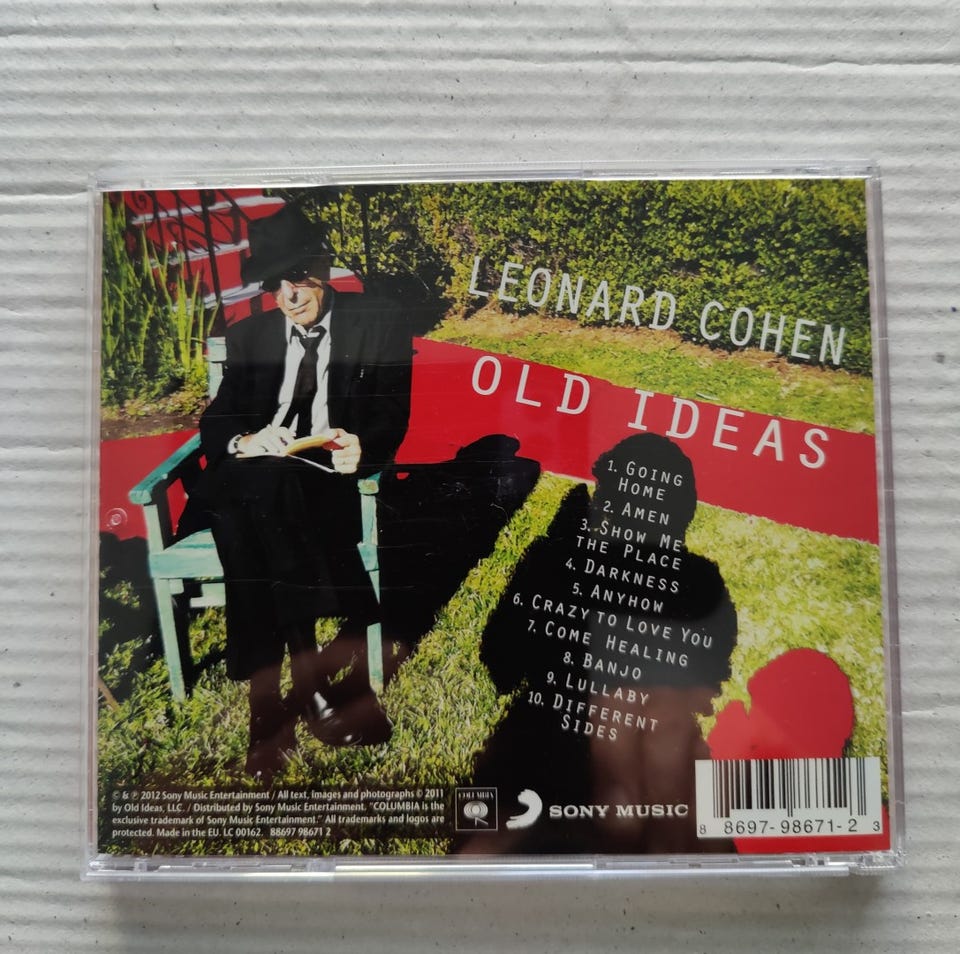 LEONARD COHEN
OLD IDEAS
1. GOING
HOME
2. AMEN
3. SHOW ME
THE PLACE
4. DARKNESS
5. ANYHOW
6. CRAZY TO LOVE YOU
7. COME HEALING
8. BANJO
9. LULLABY
10. DIFFERENT
SIDES
© & ℗ 2012 Sony Music Entertainment / All text, images and photographs © 2011
by Old Ideas, LLC. / Distributed by Sony Music Entertainment. "COLUMBIA is the
exclusive trademark of Sony Music Entertainment." All trademarks and logos are
protected. Made in the EU. LC 00162. 88697 98671 2
COLUMBIA
SONY MUSIC
8 8697-98671-2 3